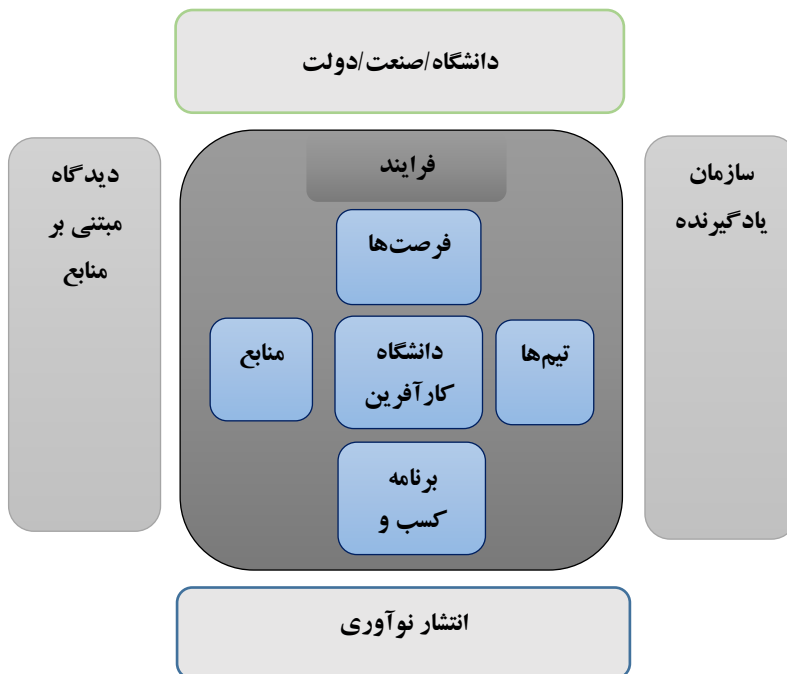 دانشگاه/صنعت/دولت
سازمان
یادگیرنده
فرایند
فرصت‌ها
تیم‌ها
دانشگاه
کارآفرین
منابع
برنامه
کسب و
دیدگاه
مبتنی بر
منابع
انتشار نوآوری